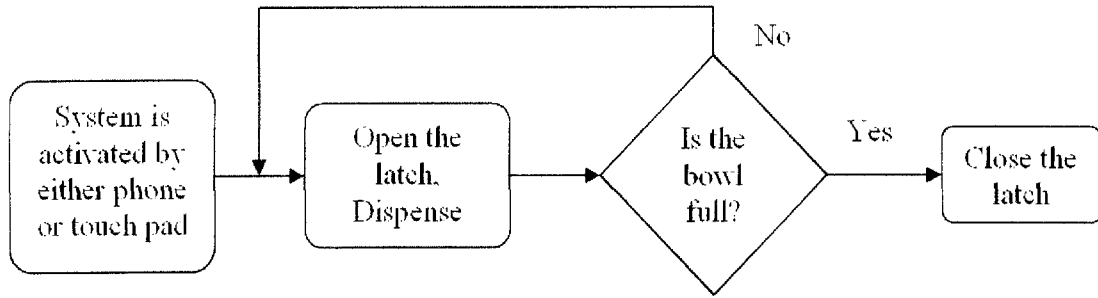 System is
activated by
either phone
or touch pad
Open the
latch,
Dispense
Is the
bowl
full?
No
Yes
Close the
latch